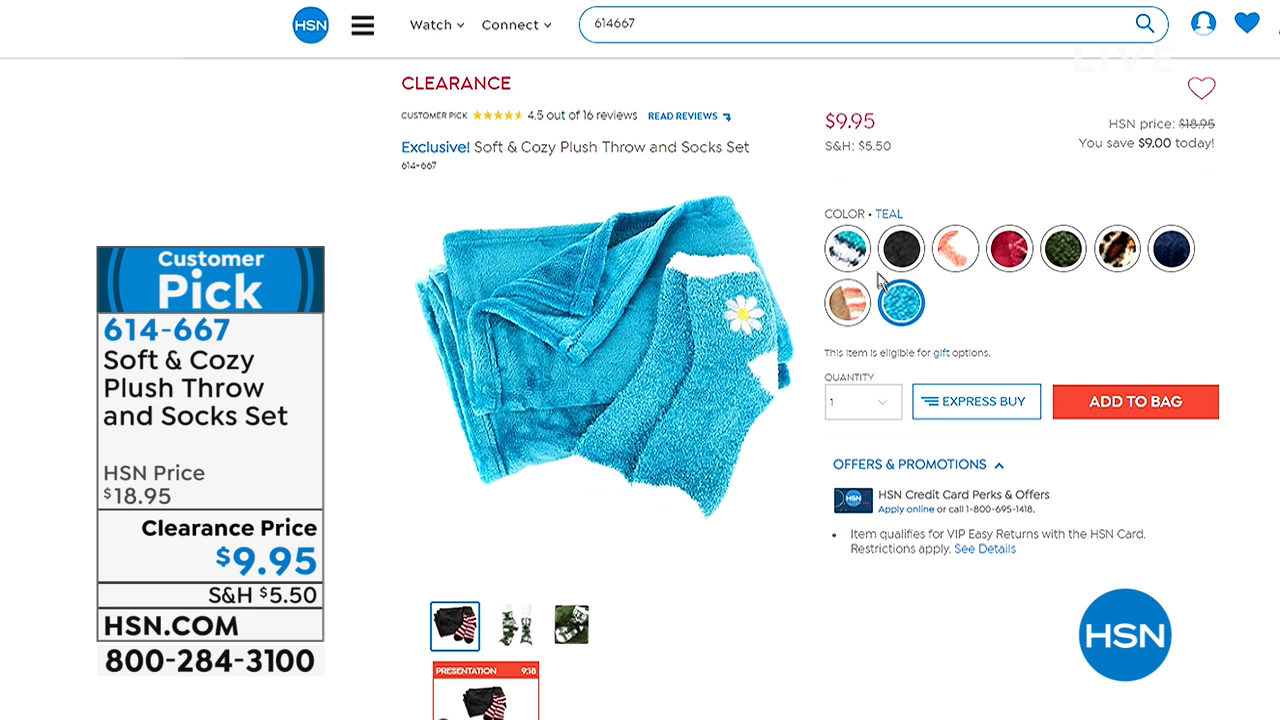 HSN
Watch
Connect
614667
LIVE
CLEARANCE
CUSTOMER PICK 4.5 out of 16 reviews READ REVIEWS
Exclusive! Soft & Cozy Plush Throw and Socks Set
614-667
$9.95
S&H: $5.50
HSN price: $18.95
You save $9.00 today!
COLOR • TEAL
This item is eligible for gift options.
QUANTITY
1
EXPRESS BUY
ADD TO BAG
OFFERS & PROMOTIONS
HSN
HSN Credit Card Perks & Offers
Apply online or call 1-800-695-1418.
• Item qualifies for VIP Easy Returns with the HSN Card.
Restrictions apply. See Details
PRESENTATION 9:18
Customer
Pick
614-667
Soft & Cozy
Plush Throw
and Socks Set
HSN Price
$18.95
Clearance Price
$9.95
S&H $5.50
HSN.COM
800-284-3100
HSN